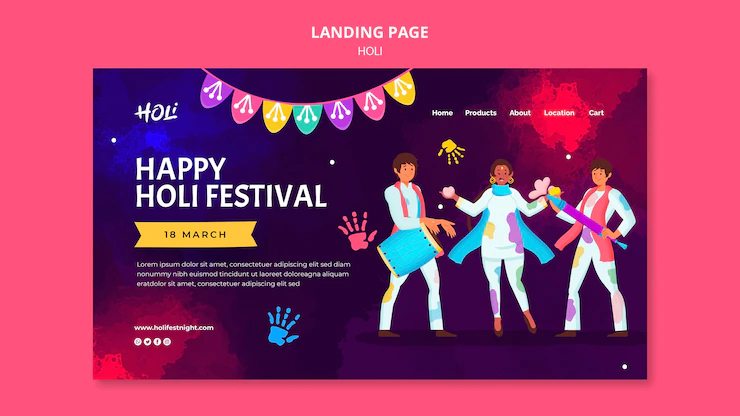 LANDING PAGE
HOLI
HOLi
Home Products About Location Cart
HAPPY
HOLI FESTIVAL
18 MARCH
Lorem ipsum dolor sit amet, consectetuer adipiscing elit sed diam
nonummy nibh euismod tincidunt ut laoreet doloreagna aliquam
erat dolor sit amet, consectetuer adipiscing elit sed
www.holifestnight.com